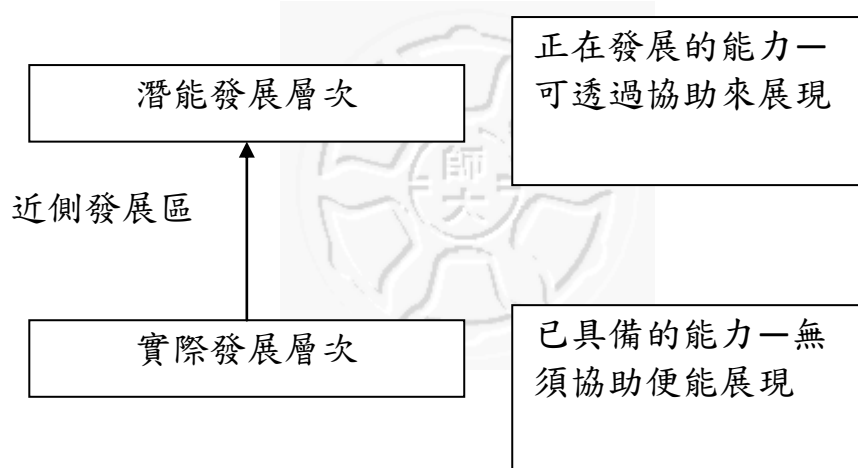 潛能發展層次
正在發展的能力－
可透過協助來展現
師
大
近側發展區
實際發展層次
已具備的能力－無
須協助便能展現